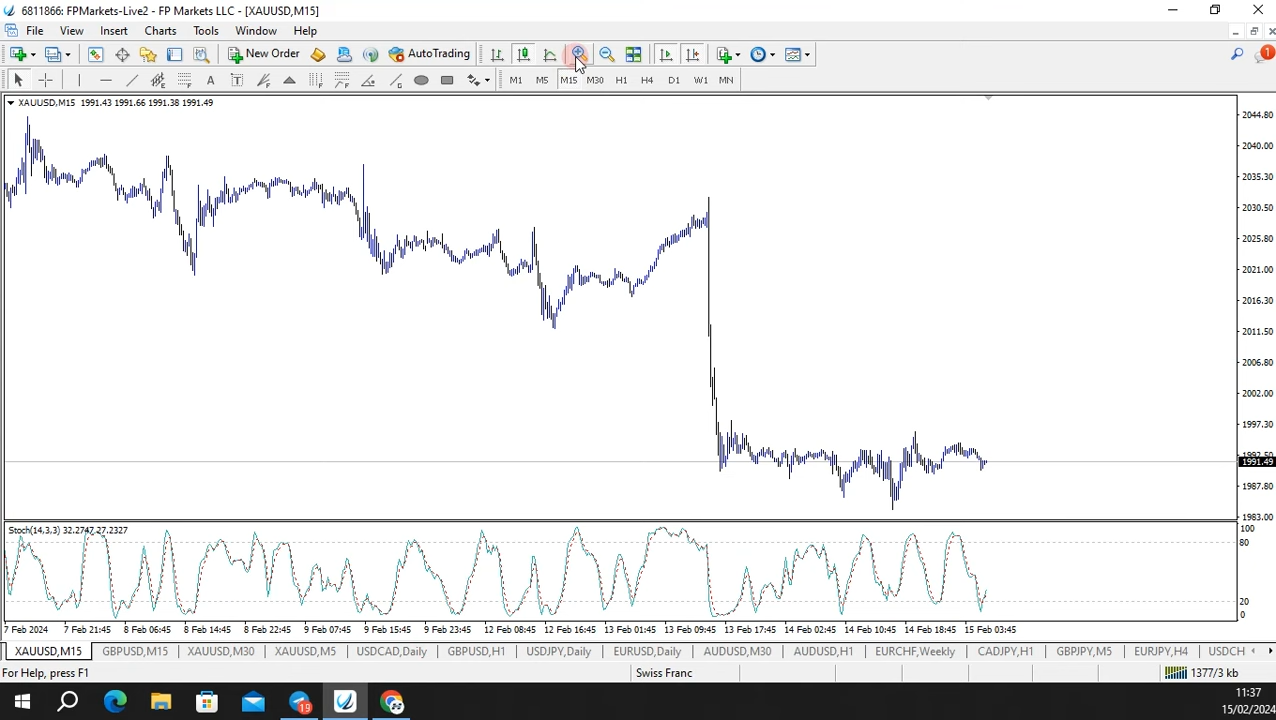 6811866: FPMarkets-Live2 - FP Markets LLC - [XAUUSD,M15]
File View Insert Charts Tools Window Help
New Order AutoTrading
A T M1 M5 M15 M30 H1 H4 D1 W1 MN
XAUUSD,M15 1991.43 1991.66 1991.38 1991.49
2044.80
2040.00
2035.30
2030.50
2025.80
2021.00
2016.30
2011.50
2006.80
2002.00
1997.30
1991.49
1987.80
1983.00
Stoch(14,3,3) 32.2747 27.2327
100
80
20
0
7 Feb 2024 7 Feb 21:45 8 Feb 06:45 8 Feb 14:45 8 Feb 22:45 9 Feb 07:45 9 Feb 15:45 9 Feb 23:45 12 Feb 08:45 12 Feb 16:45 13 Feb 01:45 13 Feb 09:45 13 Feb 17:45 14 Feb 02:45 14 Feb 10:45 14 Feb 18:45 15 Feb 03:45
XAUUSD,M15 GBPUSD,M15 XAUUSD,M30 XAUUSD,M5 USDCAD,Daily GBPUSD,H1 USDJPY,Daily EURUSD,Daily AUDUSD,M30 AUDUSD,H1 EURCHF,Weekly CADJPY,H1 GBPJPY,M5 EURJPY,H4 USDCH
For Help, press F1 Swiss Franc 1377/3 kb
19
11:37
15/02/2024